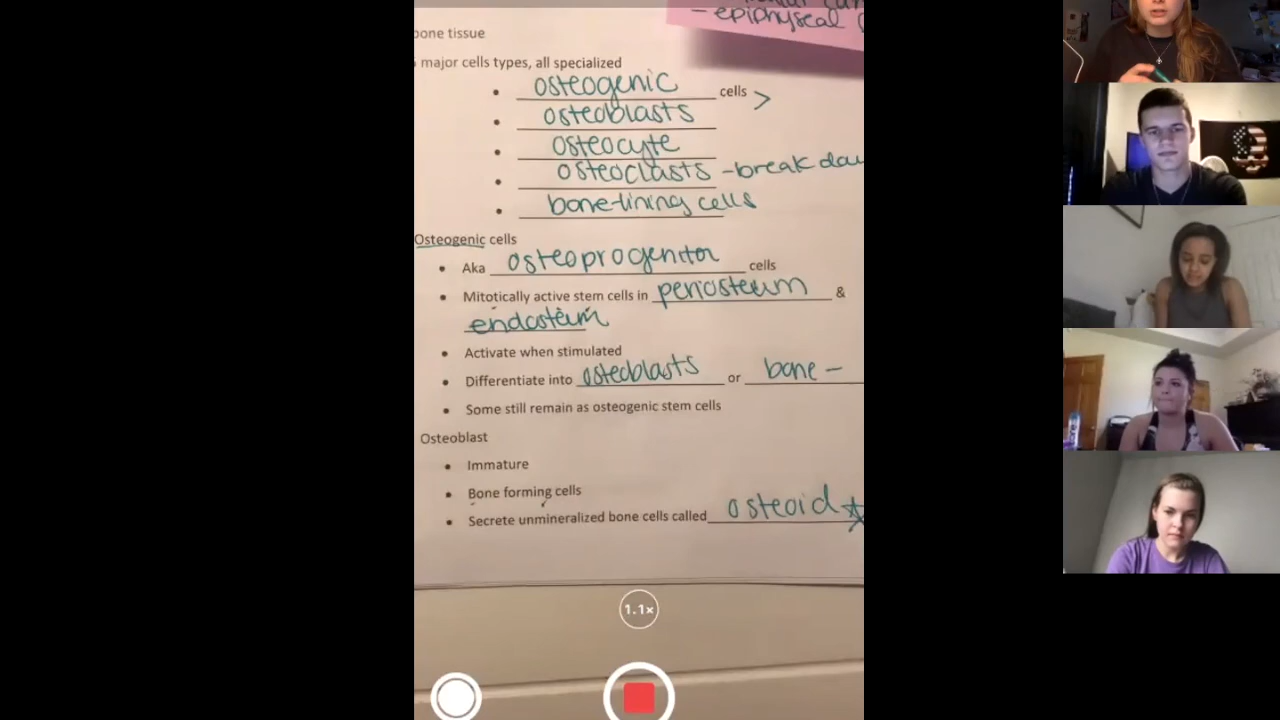 - epiphyseal
bone tissue
major cells types, all specialized
• osteogenic cells >
• osteoblasts
• osteocyte
• osteoclasts - break
• bone-lining cells
Osteogenic cells
• Aka osteoprogenitor cells
• Mitotically active stem cells in periosteum &
endosteum
• Activate when stimulated
• Differentiate into osteoblasts or bone -
• Some still remain as osteogenic stem cells
Osteoblast
• Immature
• Bone forming cells
• Secrete unmineralized bone cells called osteoid
1.1×